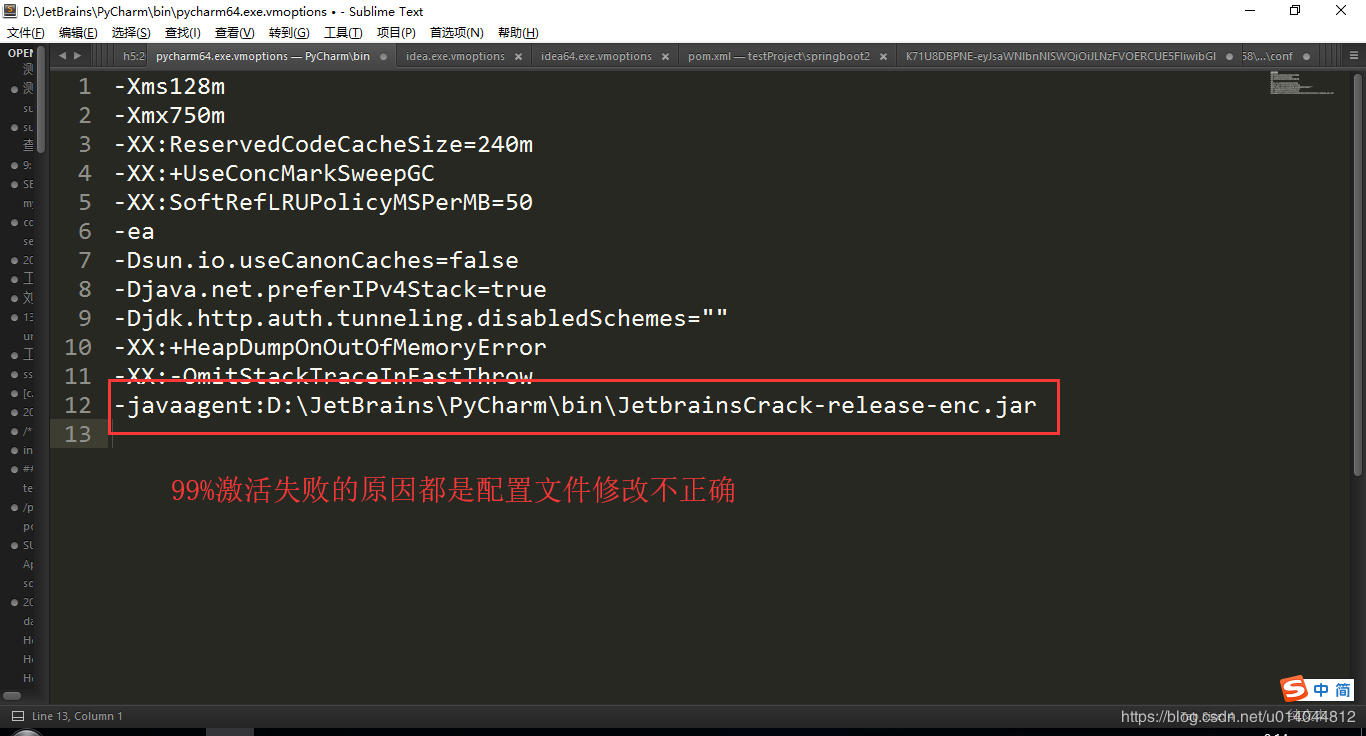 D:\JetBrains\PyCharm\bin\pycharm64.exe.vmoptions • - Sublime Text
文件(F) 编辑(E) 选择(S) 查找(I) 查看(V) 转到(G) 工具(T) 项目(P) 首选项(N) 帮助(H)
OPEN
h5:2 pycharm64.exe.vmoptions — PyCharm\bin idea.exe.vmoptions idea64.exe.vmoptions pom.xml — testProject\springboot2 K71U8DBPNE-eyJsaWNlbnNlSWQiOiJLNzFVOERCUE5FIiwibGl 58\...\conf
1 -Xms128m
2 -Xmx750m
3 -XX:ReservedCodeCacheSize=240m
4 -XX:+UseConcMarkSweepGC
5 -XX:SoftRefLRUPolicyMSPerMB=50
6 -ea
7 -Dsun.io.useCanonCaches=false
8 -Djava.net.preferIPv4Stack=true
9 -Djdk.http.auth.tunneling.disabledSchemes=""
10 -XX:+HeapDumpOnOutOfMemoryError
11 -XX:-OmitStackTraceInFastThrow
12 -javaagent:D:\JetBrains\PyCharm\bin\JetbrainsCrack-release-enc.jar
13
99%激活失败的原因都是配置文件修改不正确
S 中 简
Line 13, Column 1
https://blog.csdn.net/u014044812